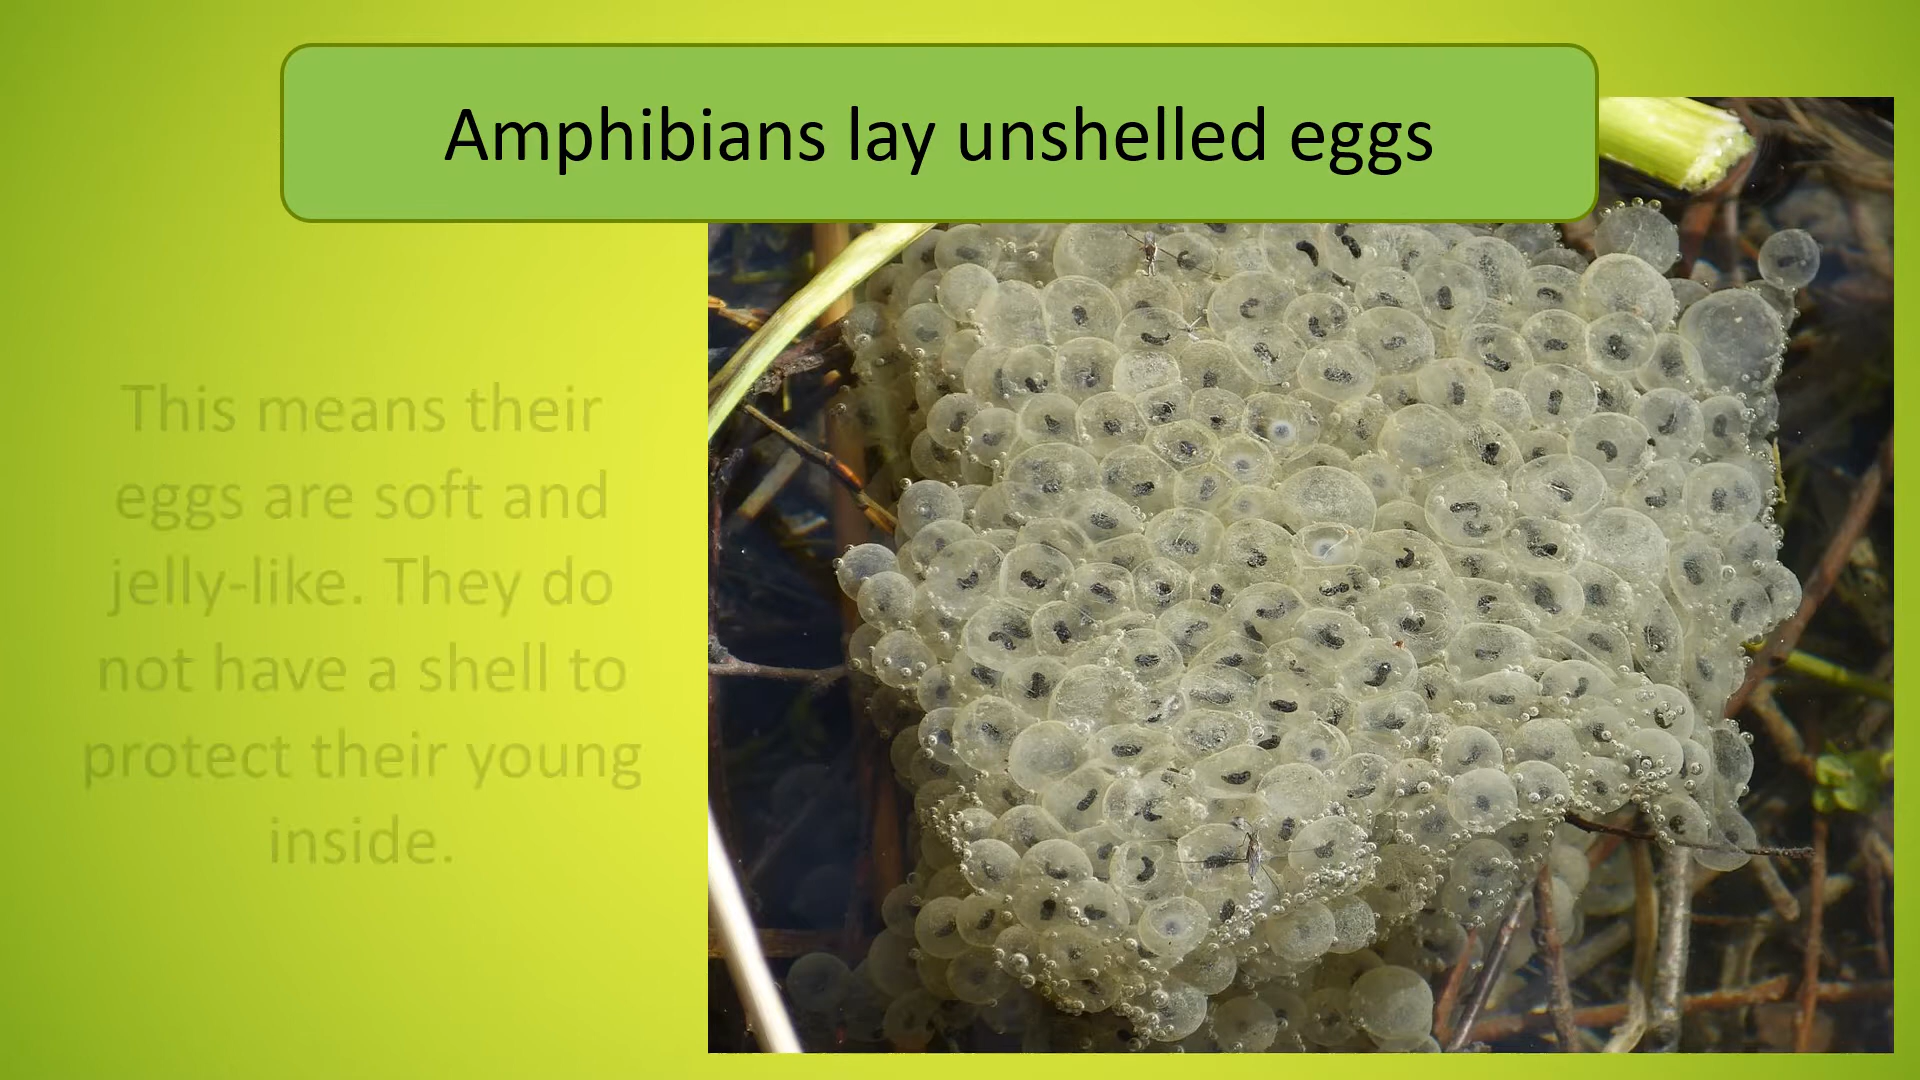 Amphibians lay unshelled eggs
This means their
eggs are soft and
jelly-like. They do
not have a shell to
protect their young
inside.